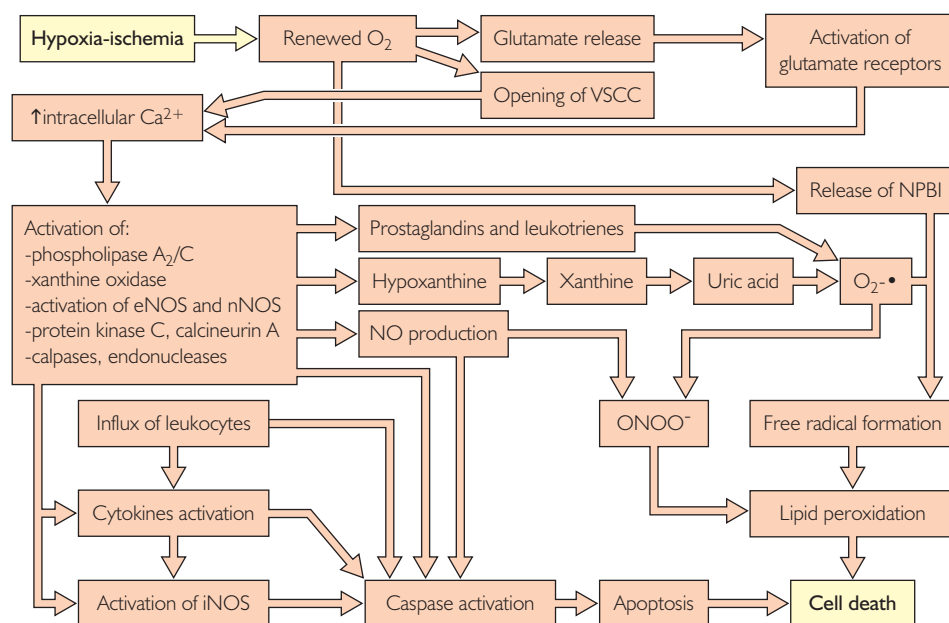 Hypoxia-ischemia
Renewed O₂
Glutamate release
Activation of
glutamate receptors
Opening of VSCC
↑intracellular Ca²⁺
Release of NPBI
Activation of:
-phospholipase A₂/C
-xanthine oxidase
-activation of eNOS and nNOS
-protein kinase C, calcineurin A
-calpases, endonucleases
Prostaglandins and leukotrienes
Hypoxanthine
Xanthine
Uric acid
O₂-•
NO production
Influx of leukocytes
ONOO⁻
Free radical formation
Cytokines activation
Lipid peroxidation
Activation of iNOS
Caspase activation
Apoptosis
Cell death